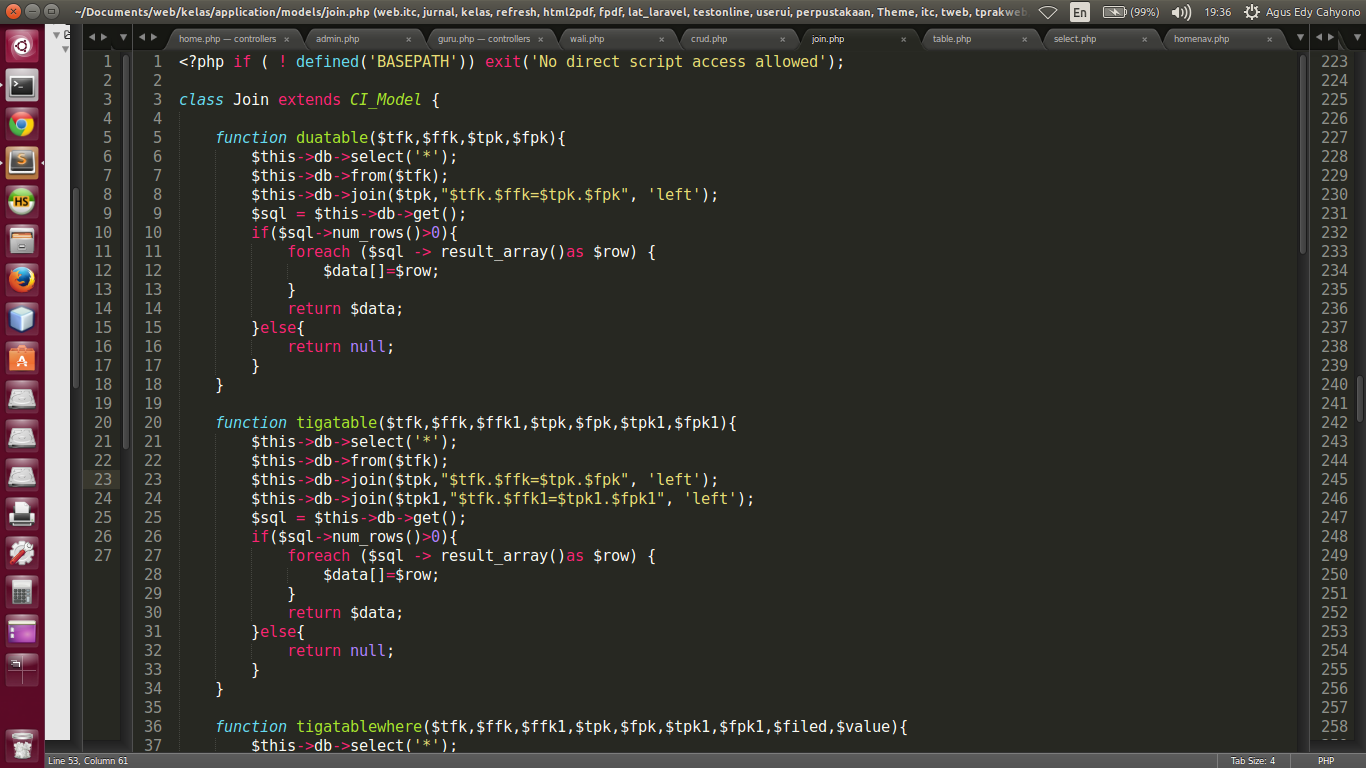 ~/Documents/web/kelas/application/models/join.php (web.itc, jurnal, kelas, refresh, html2pdf, fpdf, lat_laravel, testonline, userui, perpustakaan, Theme, itc, tweb, tprakweb
En (99%) 19:36 Agus Edy Cahyono
home.php — controllers × admin.php × guru.php — controllers × wali.php × crud.php × join.php × table.php × select.php × homenav.php ×
1 1 <?php if ( ! defined('BASEPATH')) exit('No direct script access allowed'); 223
2 2 224
3 3 class Join extends CI_Model { 225
4 4 226
5 5 function duatable($tfk,$ffk,$tpk,$fpk){ 227
6 6 $this->db->select('*'); 228
7 7 $this->db->from($tfk); 229
8 8 $this->db->join($tpk,"$tfk.$ffk=$tpk.$fpk", 'left'); 230
9 9 $sql = $this->db->get(); 231
10 10 if($sql->num_rows()>0){ 232
11 11 foreach ($sql -> result_array()as $row) { 233
12 12 $data[]=$row; 234
13 13 } 235
14 14 return $data; 236
15 15 }else{ 237
16 16 return null; 238
17 17 } 239
18 18 } 240
19 19 241
20 20 function tigatable($tfk,$ffk,$ffk1,$tpk,$fpk,$tpk1,$fpk1){ 242
21 21 $this->db->select('*'); 243
22 22 $this->db->from($tfk); 244
23 23 $this->db->join($tpk,"$tfk.$ffk=$tpk.$fpk", 'left'); 245
24 24 $this->db->join($tpk1,"$tfk.$ffk1=$tpk1.$fpk1", 'left'); 246
25 25 $sql = $this->db->get(); 247
26 26 if($sql->num_rows()>0){ 248
27 27 foreach ($sql -> result_array()as $row) { 249
28 $data[]=$row; 250
29 } 251
30 return $data; 252
31 }else{ 253
32 return null; 254
33 } 255
34 } 256
35 257
36 function tigatablewhere($tfk,$ffk,$ffk1,$tpk,$fpk,$tpk1,$fpk1,$filed,$value){ 258
37 $this->db->select('*');
Line 53, Column 61 Tab Size: 4 PHP